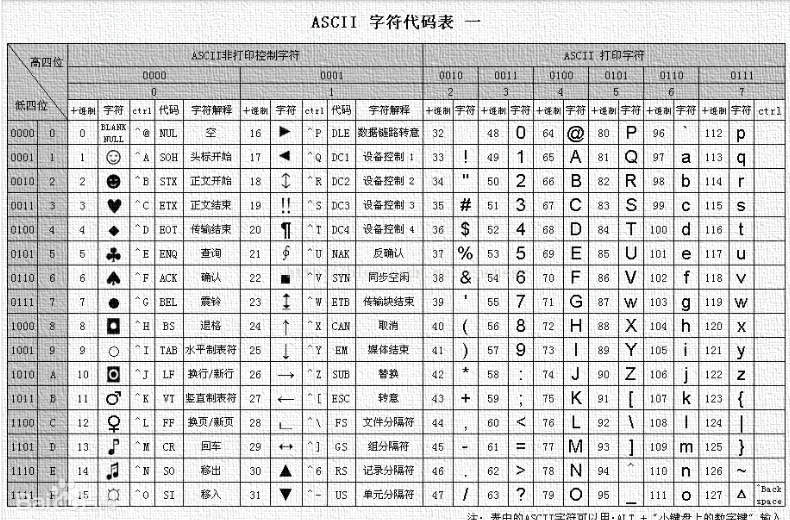 ASCII 字符代码表 一
高四位 ASCII非打印控制字符 ASCII 打印字符
0000 0001 0010 0011 0100 0101 0110 0111
低四位 0 1 2 3 4 5 6 7
十进制 字符 ctrl 代码 字符解释 十进制 字符 ctrl 代码 字符解释 十进制 字符 十进制 字符 十进制 字符 十进制 字符 十进制 字符 十进制 字符 ctrl
0000 0 0 BLANK NULL ^@ NUL 空 16 ► ^P DLE 数据链路转意 32 48 0 64 @ 80 P 96 ` 112 p
0001 1 1 ☺ ^A SOH 头标开始 17 ◄ ^Q DC1 设备控制 1 33 ! 49 1 65 A 81 Q 97 a 113 q
0010 2 2 ☻ ^B STX 正文开始 18 ↕ ^R DC2 设备控制 2 34 " 50 2 66 B 82 R 98 b 114 r
0011 3 3 ♥ ^C ETX 正文结束 19 ‼ ^S DC3 设备控制 3 35 # 51 3 67 C 83 S 99 c 115 s
0100 4 4 ♦ ^D EOT 传输结束 20 ¶ ^T DC4 设备控制 4 36 $ 52 4 68 D 84 T 100 d 116 t
0101 5 5 ♣ ^E ENQ 查询 21 ∮ ^U NAK 反确认 37 % 53 5 69 E 85 U 101 e 117 u
0110 6 6 ♠ ^F ACK 确认 22 ■ ^V SYN 同步空闲 38 & 54 6 70 F 86 V 102 f 118 v
0111 7 7 ● ^G BEL 震铃 23 ↨ ^W ETB 传输块结束 39 ' 55 7 71 G 87 w 103 g 119 w
1000 8 8 ◘ ^H BS 退格 24 ↑ ^X CAN 取消 40 ( 56 8 72 H 88 X 104 h 120 x
1001 9 9 ○ ^I TAB 水平制表符 25 ↓ ^Y EM 媒体结束 41 ) 57 9 73 I 89 Y 105 i 121 y
1010 A 10 ◙ ^J LF 换行/新行 26 → ^Z SUB 替换 42 * 58 : 74 J 90 Z 106 j 122 z
1011 B 11 ♂ ^K VT 竖直制表符 27 ← ^[ ESC 转意 43 + 59 ; 75 K 91 [ 107 k 123 {
1100 C 12 ♀ ^L FF 换页/新页 28 ∟ ^\ FS 文件分隔符 44 , 60 < 76 L 92 \ 108 l 124 |
1101 D 13 ♪ ^M CR 回车 29 ↔ ^] GS 组分隔符 45 - 61 = 77 M 93 ] 109 m 125 }
1110 E 14 ♫ ^N SO 移出 30 ▲ ^6 RS 记录分隔符 46 . 62 > 78 N 94 ^ 110 n 126 ~
1111 15 ☼ ^O SI 移入 31 ▼ ^- US 单元分隔符 47 / 63 ? 79 O 95 _ 111 o 127 Δ ^Back space
注：表中的ASCII字符可以用:ALT + "小键盘上的数字键" 输入